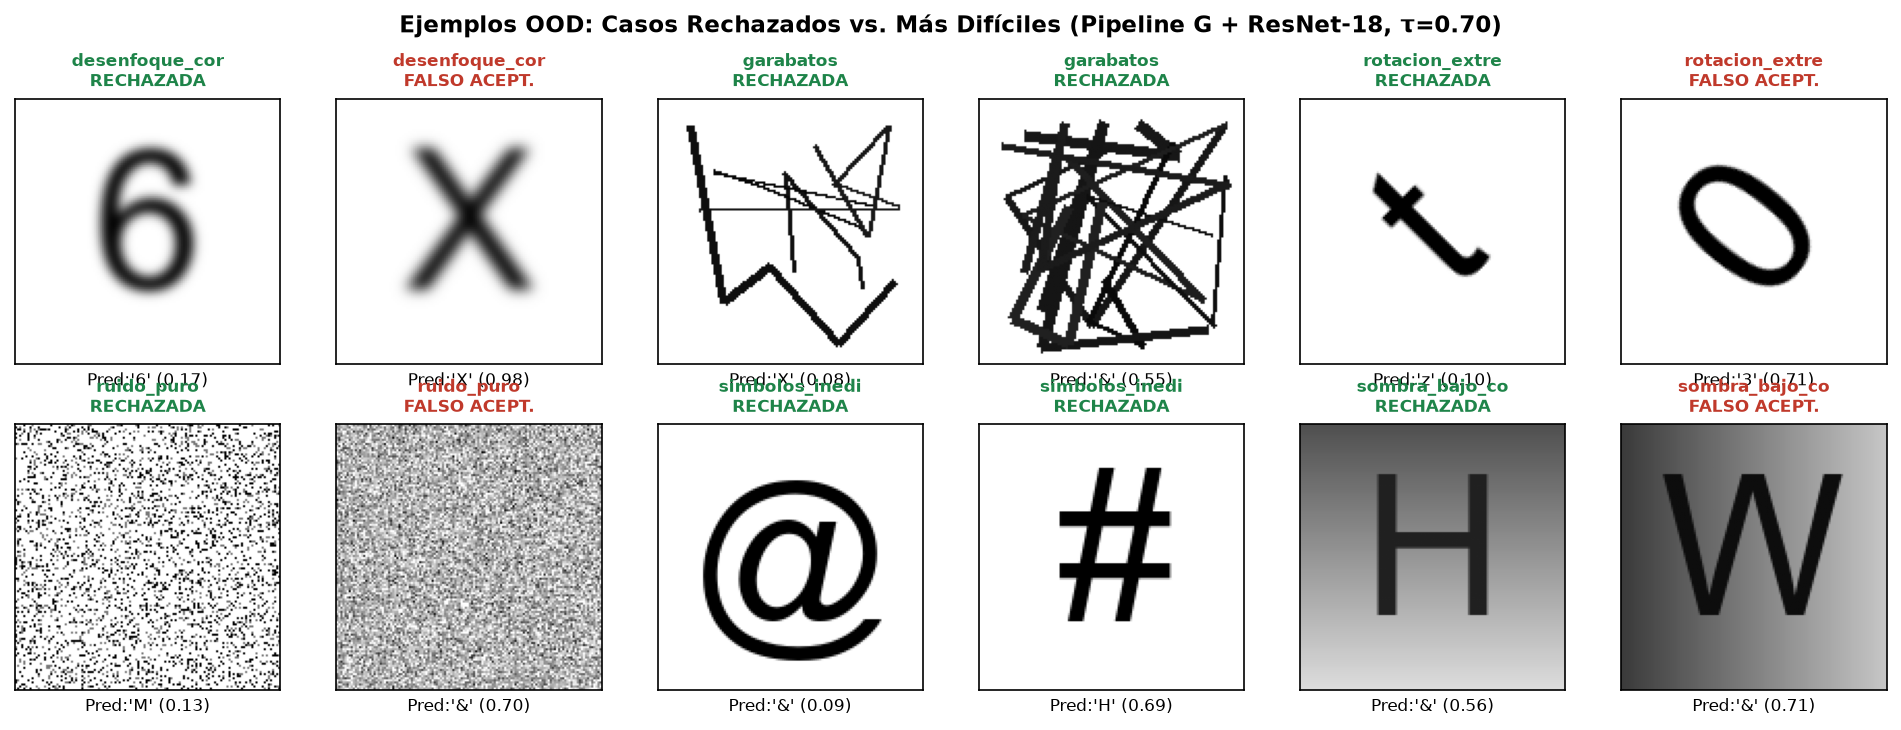 Ejemplos OOD: Casos Rechazados vs. Más Difíciles (Pipeline G + ResNet-18, τ=0.70)
desenfoque_cor
RECHAZADA
6
Pred:'6' (0.17)
desenfoque_cor
FALSO ACEPT.
X
Pred:'X' (0.98)
garabatos
RECHAZADA
Pred:'X' (0.08)
garabatos
RECHAZADA
Pred:'&' (0.55)
rotacion_extre
RECHAZADA
t
Pred:'z' (0.10)
rotacion_extre
FALSO ACEPT.
0
Pred:'3' (0.71)
ruido_puro
RECHAZADA
Pred:'M' (0.13)
ruido_puro
FALSO ACEPT.
Pred:'&' (0.70)
simbolos_inedi
RECHAZADA
@
Pred:'&' (0.09)
simbolos_inedi
RECHAZADA
#
Pred:'H' (0.69)
sombra_bajo_co
RECHAZADA
H
Pred:'&' (0.56)
sombra_bajo_co
FALSO ACEPT.
W
Pred:'&' (0.71)